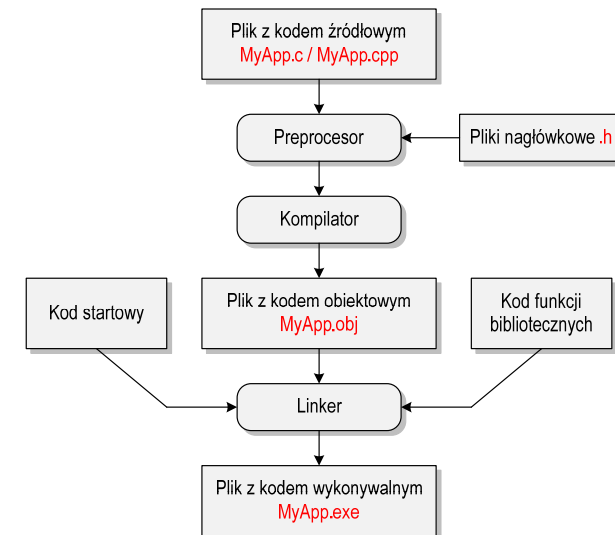 Plik z kodem źródłowym
MyApp.c / MyApp.cpp
Preprocesor
Pliki nagłówkowe .h
Kompilator
Kod startowy
Plik z kodem obiektowym
MyApp.obj
Kod funkcji
bibliotecznych
Linker
Plik z kodem wykonywalnym
MyApp.exe